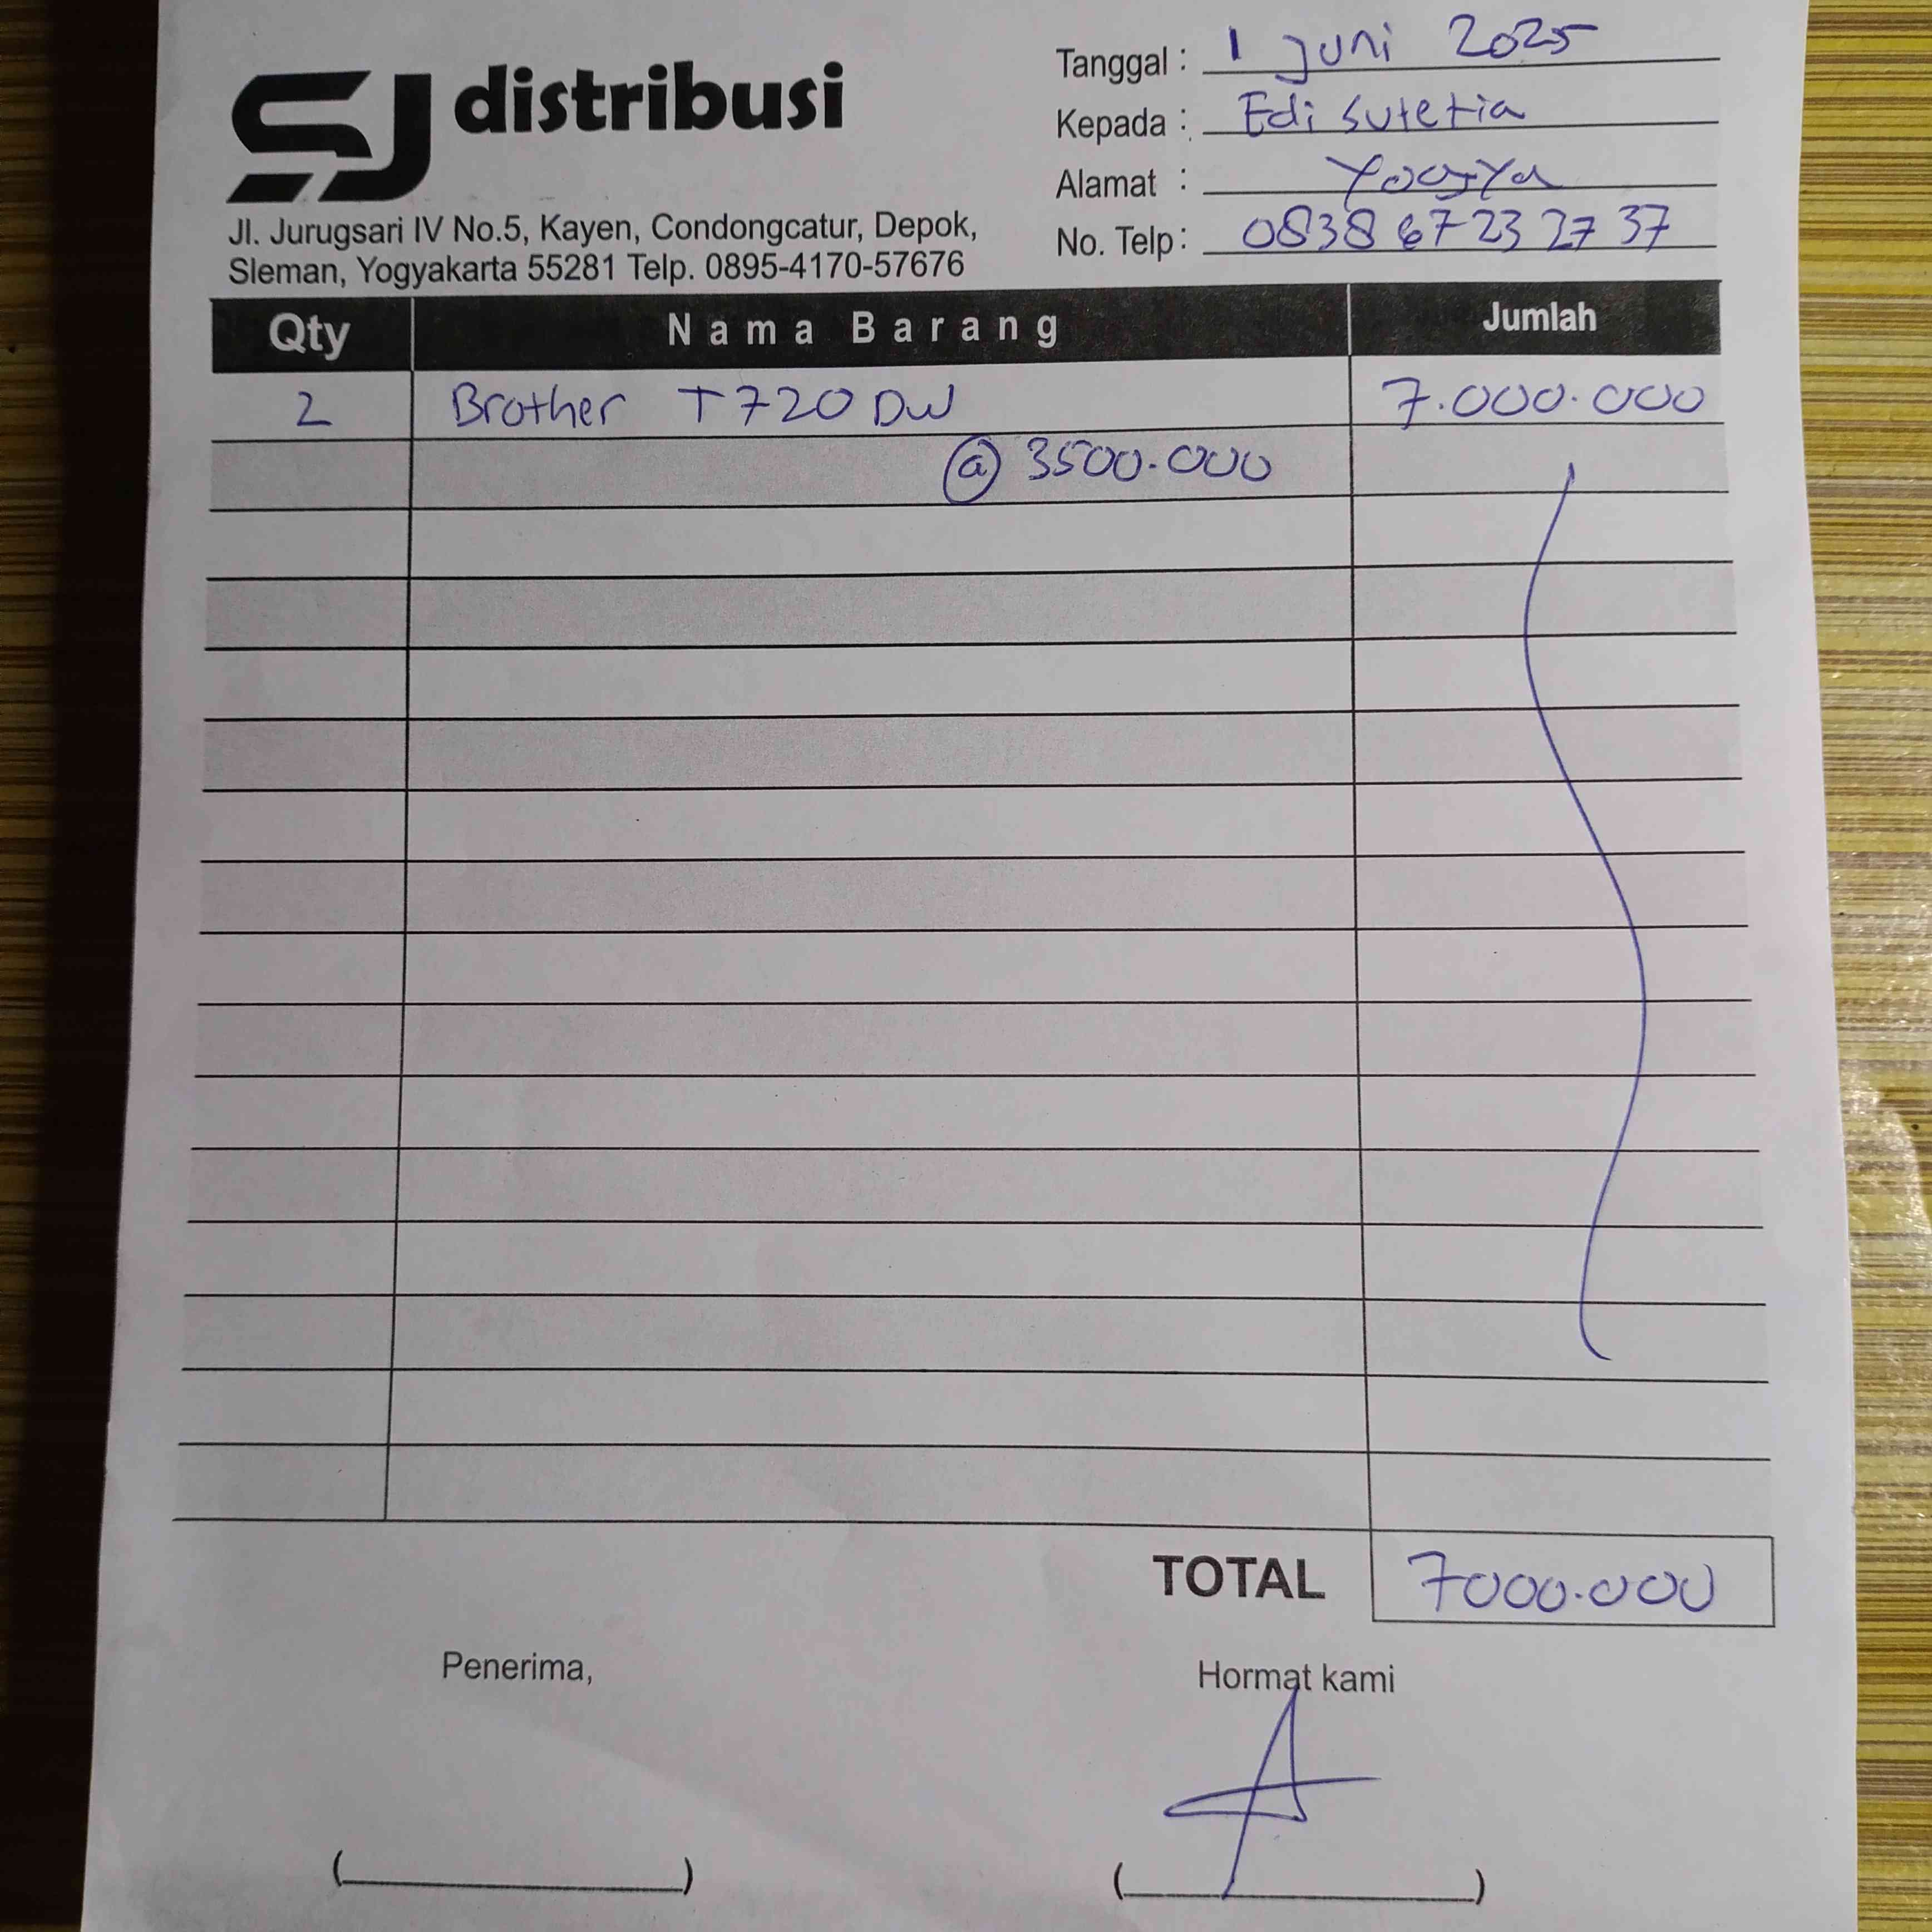 SJ distribusi
Jl. Jurugsari IV No.5, Kayen, Condongcatur, Depok,
Sleman, Yogyakarta 55281 Telp. 0895-4170-57676
Tanggal : 1 Juni 2025
Kepada : Edi Sutetia
Alamat : Yogya
No. Telp : 0838 67 23 27 37
Qty Nama Barang Jumlah
2 Brother T720 DW 7.000.000
@ 3500.000
TOTAL 7000.000
Penerima, Hormat kami
(                    ) (                    )